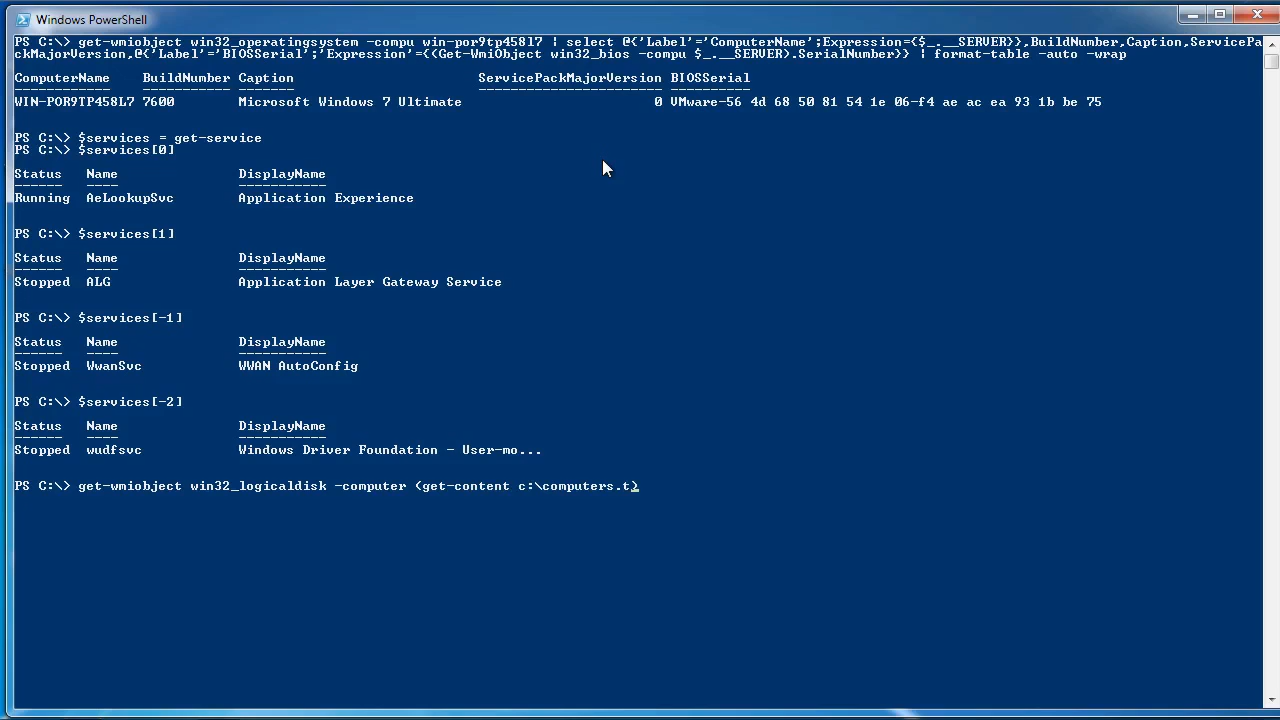 Windows PowerShell
PS C:\> get-wmiobject win32_operatingsystem -compu win-por9tp458l7 | select @{'Label'='ComputerName';Expression={$_.__SERVER}},BuildNumber,Caption,ServicePa
ckMajorVersion,@{'Label'='BIOSSerial';'Expression'={(Get-WmiObject win32_bios -compu $_.__SERVER).SerialNumber}} | format-table -auto -wrap
ComputerName BuildNumber Caption ServicePackMajorVersion BIOSSerial
------------ ----------- ------- ----------------------- ----------
WIN-POR9TP458L7 7600 Microsoft Windows 7 Ultimate 0 VMware-56 4d 68 50 81 54 1e 06-f4 ae ac ea 93 1b be 75
PS C:\> $services = get-service
PS C:\> $services[0]
Status Name DisplayName
------ ---- -----------
Running AeLookupSvc Application Experience
PS C:\> $services[1]
Status Name DisplayName
------ ---- -----------
Stopped ALG Application Layer Gateway Service
PS C:\> $services[-1]
Status Name DisplayName
------ ---- -----------
Stopped WwanSvc WWAN AutoConfig
PS C:\> $services[-2]
Status Name DisplayName
------ ---- -----------
Stopped wudfsvc Windows Driver Foundation - User-mo...
PS C:\> get-wmiobject win32_logicaldisk -computer (get-content c:\computers.t)